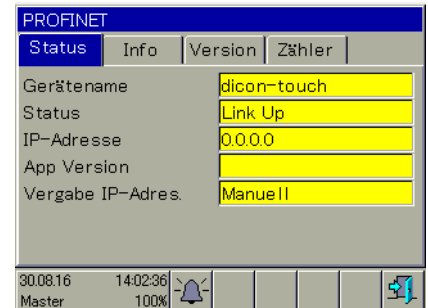 PROFINET
Status Info Version Zähler
Gerätename dicon-touch
Status Link Up
IP-Adresse 0.0.0.0
App Version
Vergabe IP-Adres. Manuell
30.08.16 14:02:36
Master 100%